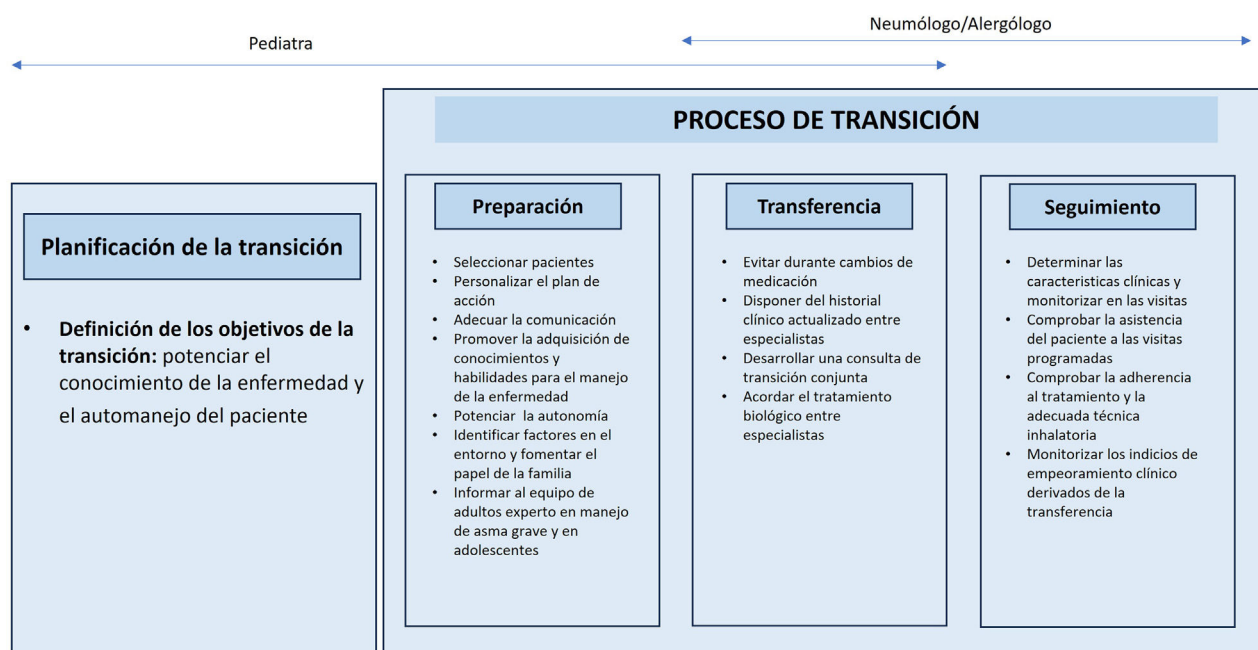 Pediatra
Neumólogo/Alergólogo
PROCESO DE TRANSICIÓN
Planificación de la transición
• Definición de los objetivos de la
transición: potenciar el
conocimiento de la enfermedad y
el automanejo del paciente
Preparación
• Seleccionar pacientes
• Personalizar el plan de
acción
• Adecuar la comunicación
• Promover la adquisición de
conocimientos y
habilidades para el manejo
de la enfermedad
• Potenciar la autonomía
• Identificar factores en el
entorno y fomentar el
papel de la familia
• Informar al equipo de
adultos experto en manejo
de asma grave y en
adolescentes
Transferencia
• Evitar durante cambios de
medicación
• Disponer del historial
clínico actualizado entre
especialistas
• Desarrollar una consulta de
transición conjunta
• Acordar el tratamiento
biológico entre
especialistas
Seguimiento
• Determinar las
caracteristicas clínicas y
monitorizar en las visitas
• Comprobar la asistencia
del paciente a las visitas
programadas
• Comprobar la adherencia
al tratamiento y la
adecuada técnica
inhalatoria
• Monitorizar los indicios de
empeoramiento clínico
derivados de la
transferencia